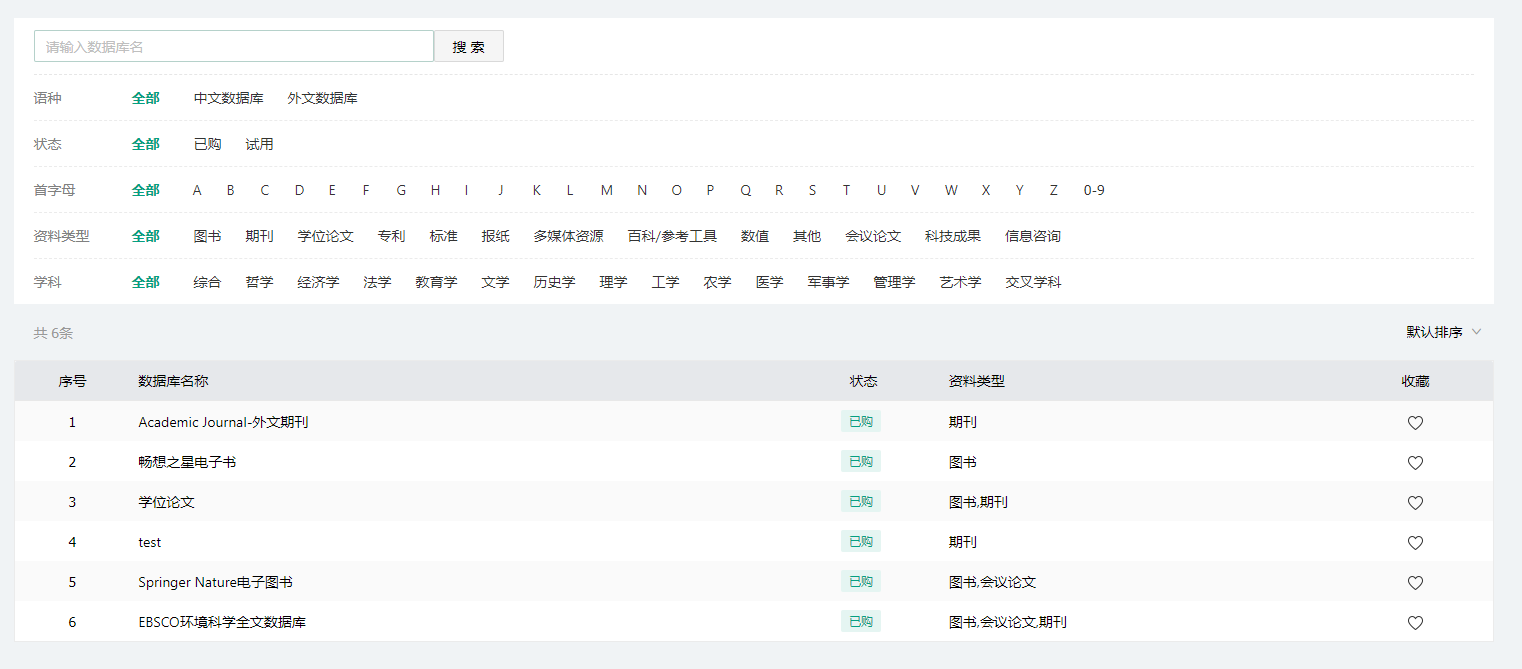 请输入数据库名 搜 索
语种 全部 中文数据库 外文数据库
状态 全部 已购 试用
首字母 全部 A B C D E F G H I J K L M N O P Q R S T U V W X Y Z 0-9
资料类型 全部 图书 期刊 学位论文 专利 标准 报纸 多媒体资源 百科/参考工具 数值 其他 会议论文 科技成果 信息咨询
学科 全部 综合 哲学 经济学 法学 教育学 文学 历史学 理学 工学 农学 医学 军事学 管理学 艺术学 交叉学科
共 6条 默认排序
序号 数据库名称 状态 资料类型 收藏
1 Academic Journal-外文期刊 已购 期刊
2 畅想之星电子书 已购 图书
3 学位论文 已购 图书,期刊
4 test 已购 期刊
5 Springer Nature电子图书 已购 图书,会议论文
6 EBSCO环境科学全文数据库 已购 图书,会议论文,期刊